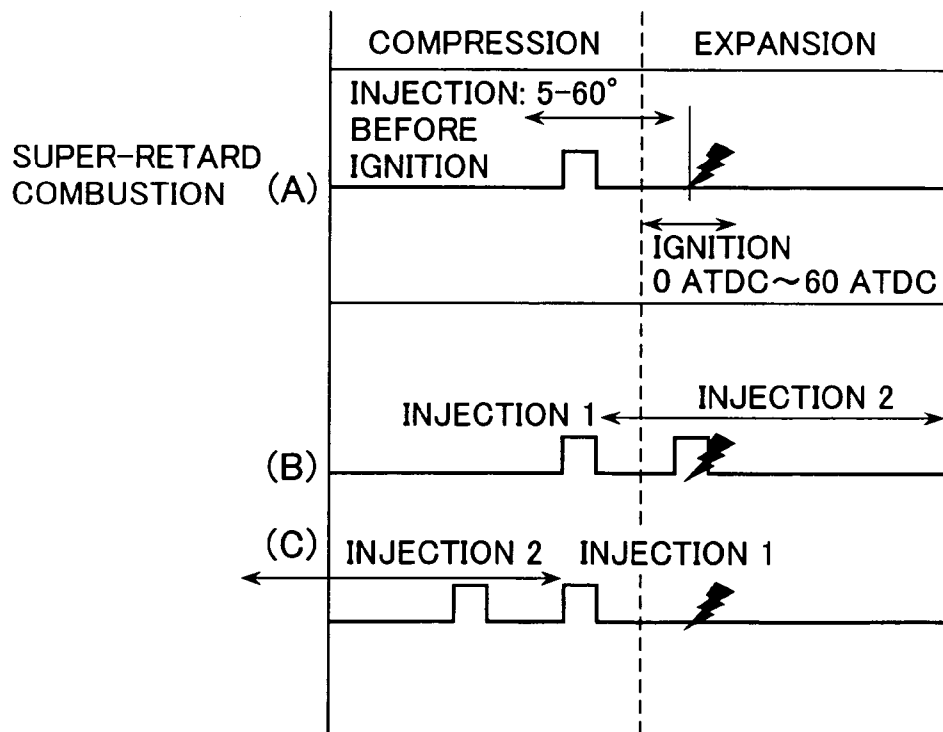 COMPRESSION
EXPANSION
INJECTION: 5-60°
BEFORE
IGNITION
SUPER-RETARD
COMBUSTION
(A)
IGNITION
0 ATDC～60 ATDC
INJECTION 1
INJECTION 2
(B)
(C)
INJECTION 2
INJECTION 1